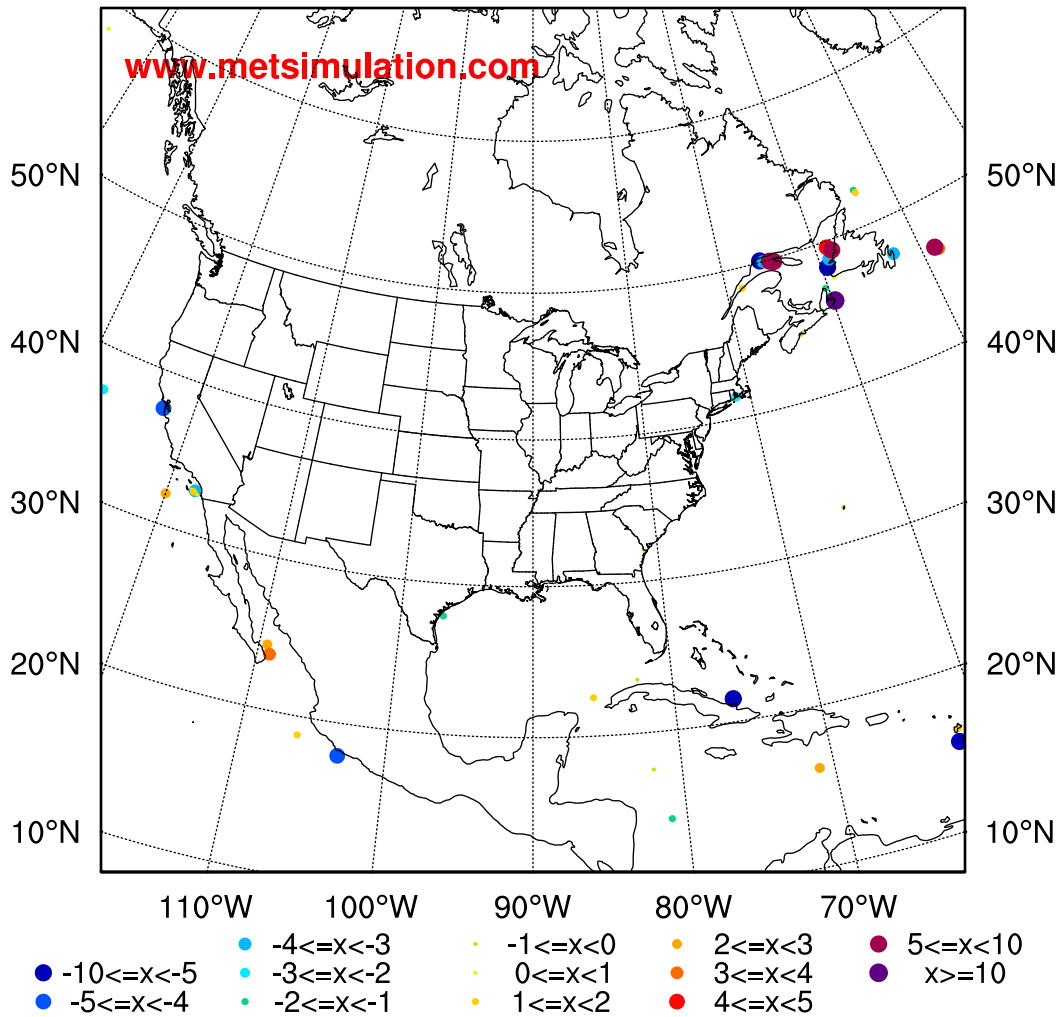 www.metsimulation.com
50°N 50°N
40°N 40°N
30°N 30°N
20°N 20°N
10°N 10°N
110°W 100°W 90°W 80°W 70°W
-4<=x<-3 -1<=x<0 2<=x<3 5<=x<10
-10<=x<-5 -3<=x<-2 0<=x<1 3<=x<4 x>=10
-5<=x<-4 -2<=x<-1 1<=x<2 4<=x<5